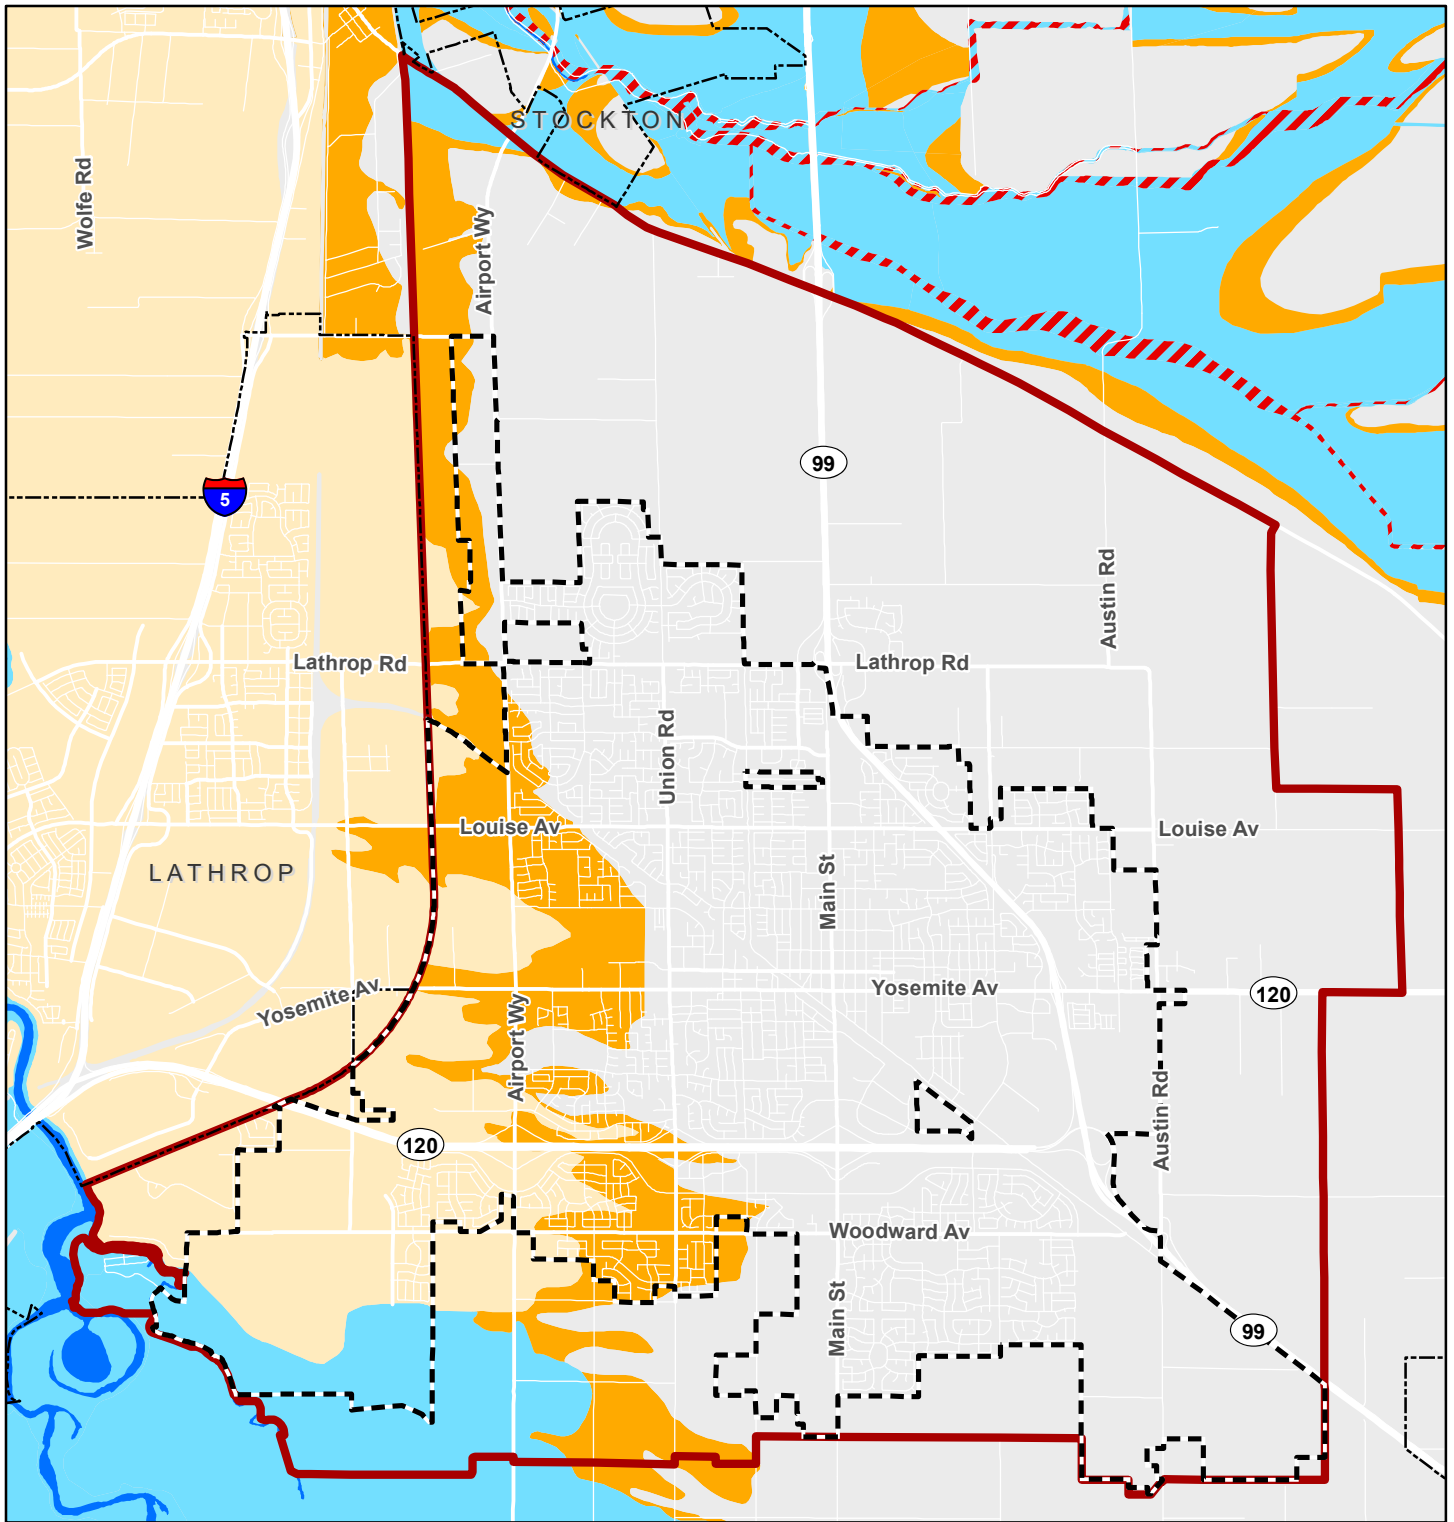 STOCKTON
Wolfe Rd
Airport Wy
99
5
Austin Rd
Lathrop Rd
Lathrop Rd
Union Rd
Louise Av
Louise Av
LATHROP
Main St
Yosemite Av
Yosemite Av
120
Airport Wy
Austin Rd
120
Woodward Av
Main St
99